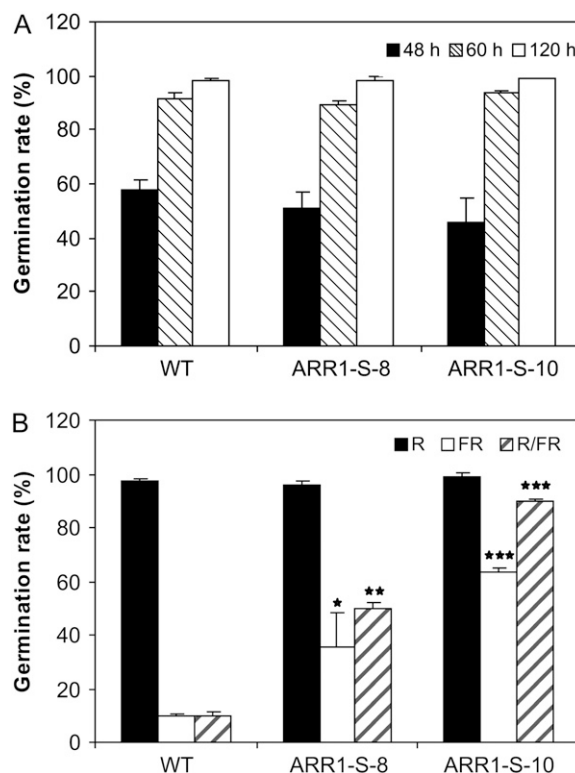 A
120
48 h 60 h 120 h
100
80
60
40
20
0
Germination rate (%)
WT ARR1-S-8 ARR1-S-10
B
120
R FR R/FR
100
80
60
40
20
0
Germination rate (%)
★ ★★ ★★★ ★★★
WT ARR1-S-8 ARR1-S-10